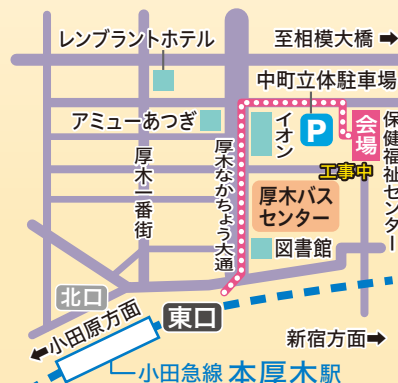 レンブラントホテル
至相模大橋➡
中町立体駐車場
アミューあつぎ
イオン
P
会場
保健福祉センター
工事中
厚木一番街
厚木なかちょう大通
厚木バス
センター
図書館
北口
東口
⬅小田原方面
新宿方面➡
小田急線 本厚木駅